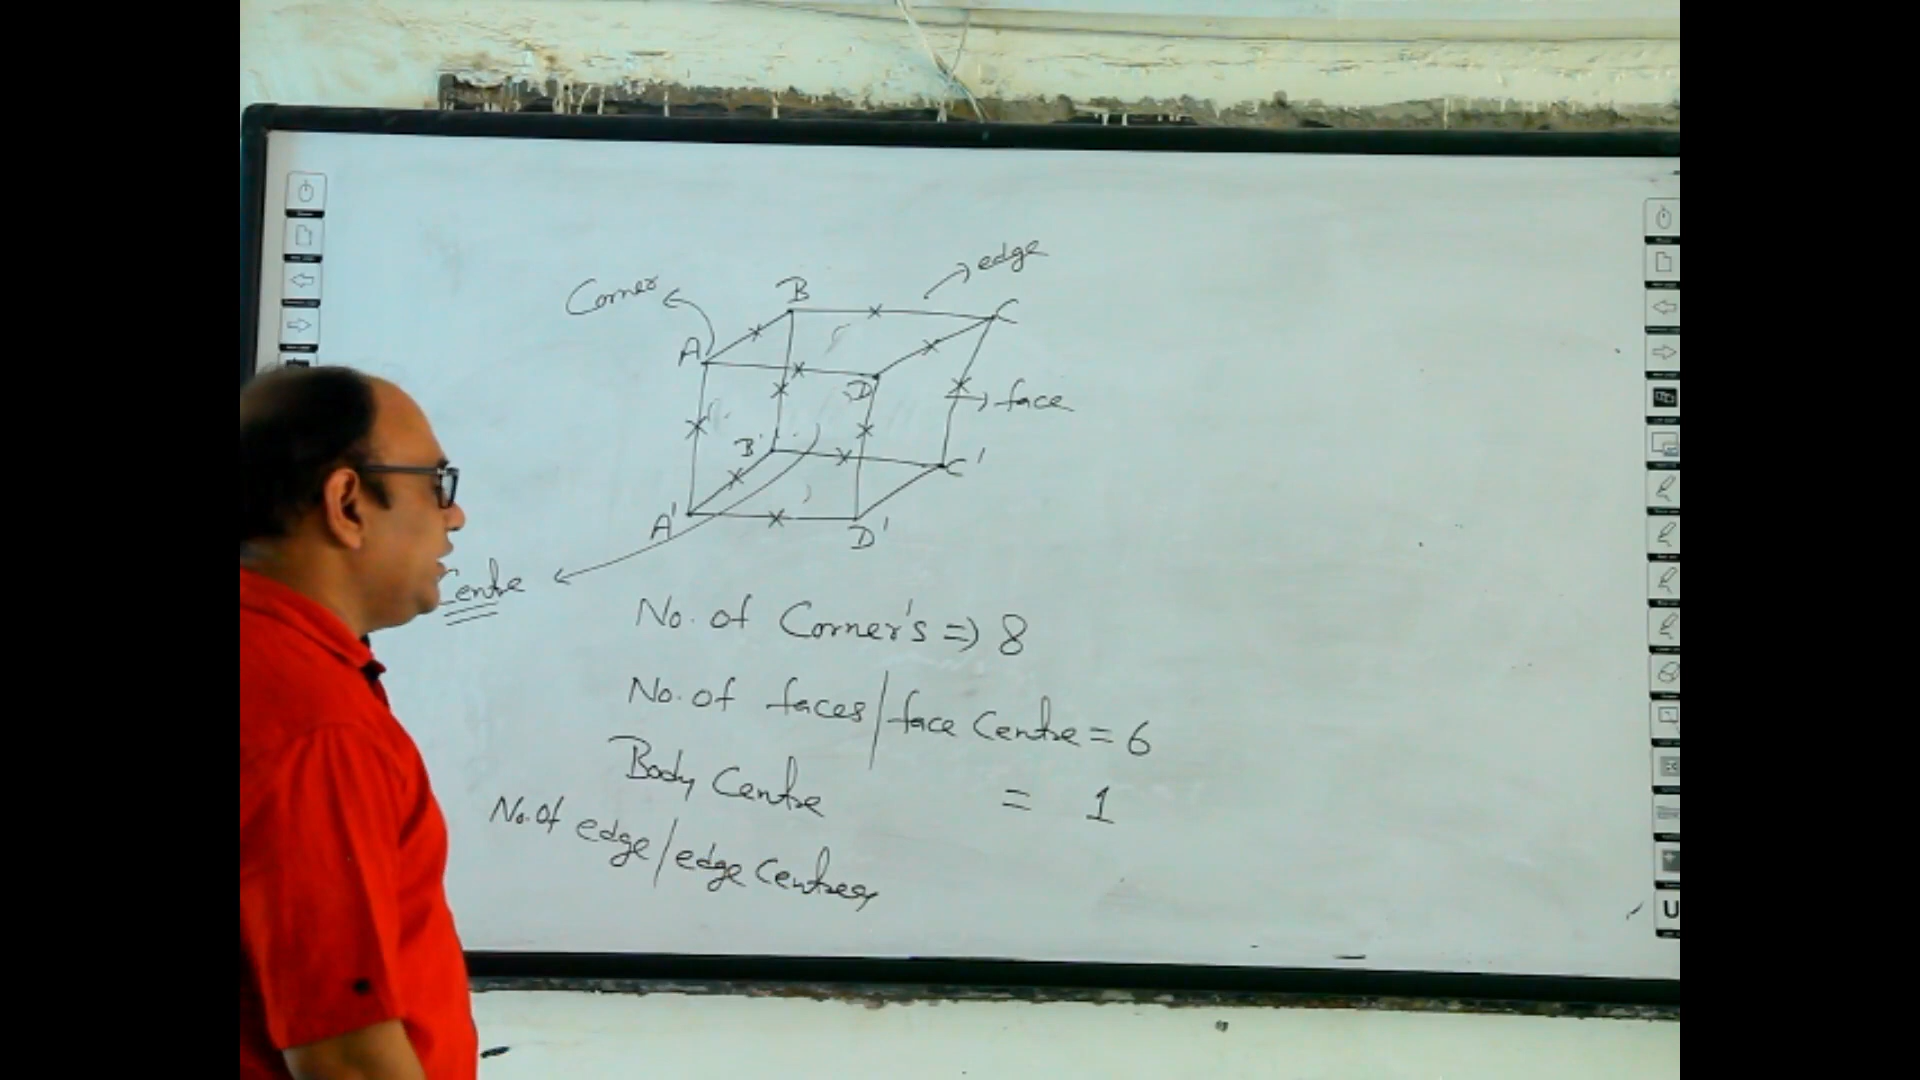 edge
Corner
B
C
A
D
face
B'
C'
A'
D'
Centre
No. of Corner's => 8
No. of faces/face Centre = 6
Body Centre = 1
No. of edge/edge Centres
U